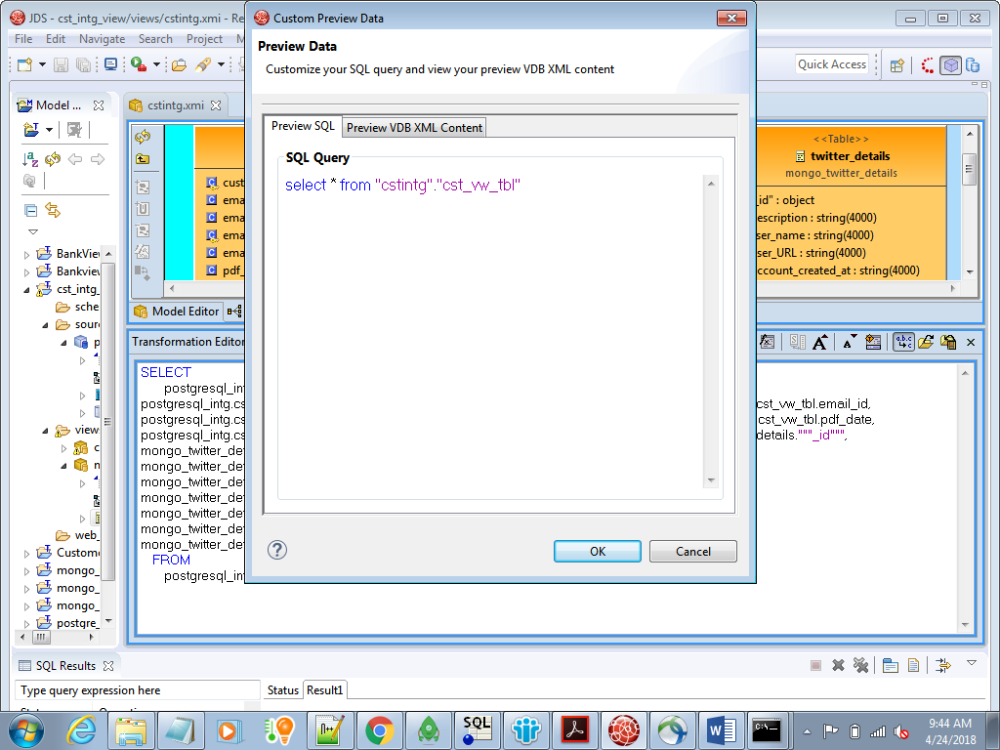 JDS - cst_intg_view/views/cstintg.xmi - Re
Custom Preview Data
File Edit Navigate Search Project
Quick Access
Preview Data
Customize your SQL query and view your preview VDB XML content
Model ...
cstintg.xmi
Preview SQL Preview VDB XML Content
SQL Query
select * from "cstintg"."cst_vw_tbl"
<<Table>>
twitter_details
mongo_twitter_details
_id" : object
escription : string(4000)
ser_name : string(4000)
ser_URL : string(4000)
ccount_created_at : string(4000)
cust
ema
ema
ema
ema
pdf_
BankView
Bankview
cst_intg_
sche
sour
p
view
c
web_
Custome
mongo_
mongo_
mongo_
postgre_
Model Editor
Transformation Editor
SELECT
postgresql_int
postgresql_intg.cs cst_vw_tbl.email_id,
postgresql_intg.cs cst_vw_tbl.pdf_date,
postgresql_intg.cs details."""_id""",
mongo_twitter_det
mongo_twitter_det
mongo_twitter_det
mongo_twitter_det
mongo_twitter_det
mongo_twitter_det
mongo_twitter_det
FROM
postgresql_int
OK Cancel
SQL Results
Type query expression here
Status Result1
SQL
9:44 AM
4/24/2018